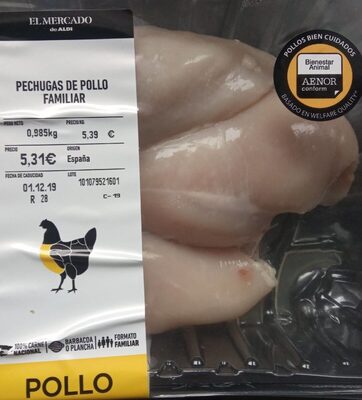 EL MERCADO
de ALDI
PECHUGAS DE POLLO
FAMILIAR
PESO NETO
PRECIO/KG
0,985kg
5,39 €
PRECIO
ORIGEN
5,31€
España
FECHA DE CADUCIDAD
LOTE
01.12.19
101079521601
R 28
C-19
100% CARNE
NACIONAL
BARBACOA
O PLANCHA
FORMATO
FAMILIAR
POLLO
POLLOS BIEN CUIDADOS
Bienestar
Animal
AENOR
conform
BASADO EN WELFARE QUALITY